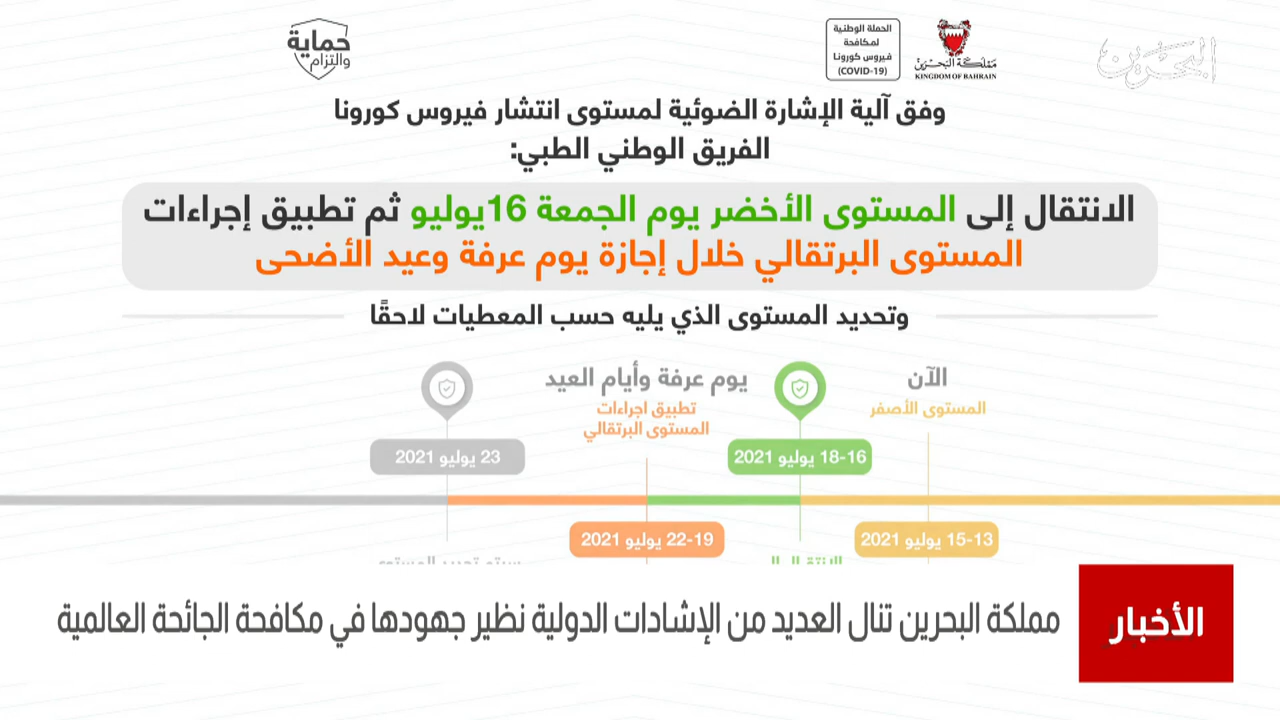 حماية
والتزام
الحملة الوطنية
لمكافحة
فيروس كورونا
(COVID-19)
مملكة البحرين
KINGDOM OF BAHRAIN
البحرين
وفق آلية الإشارة الضوئية لمستوى انتشار فيروس كورونا
الفريق الوطني الطبي:
الانتقال إلى المستوى الأخضر يوم الجمعة 16يوليو ثم تطبيق إجراءات
المستوى البرتقالي خلال إجازة يوم عرفة وعيد الأضحى
وتحديد المستوى الذي يليه حسب المعطيات لاحقًا
الآن
المستوى الأصفر
13-15 يوليو 2021
16-18 يوليو 2021
يوم عرفة وأيام العيد
تطبيق اجراءات
المستوى البرتقالي
19-22 يوليو 2021
23 يوليو 2021
الأخبار
مملكة البحرين تنال العديد من الإشادات الدولية نظير جهودها في مكافحة الجائحة العالمية